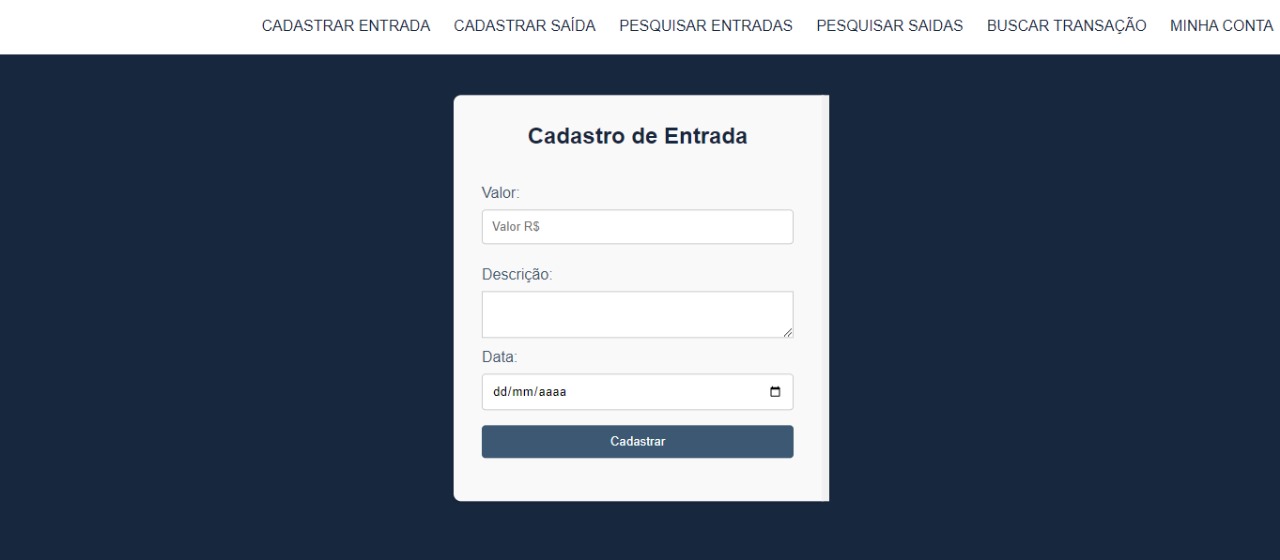 CADASTRAR ENTRADA CADASTRAR SAÍDA PESQUISAR ENTRADAS PESQUISAR SAIDAS BUSCAR TRANSAÇÃO MINHA CONTA
Cadastro de Entrada
Valor:
Valor R$
Descrição:
Data:
dd/mm/aaaa
Cadastrar